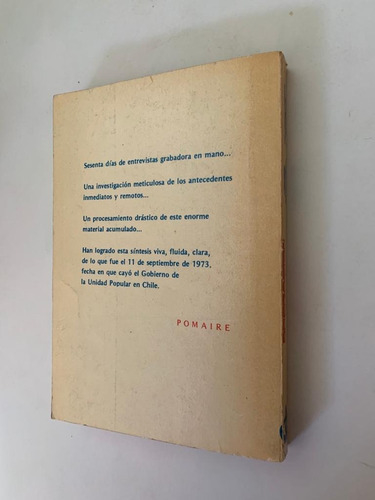 Sesenta días de entrevistas grabadora en mano...
Una investigación meticulosa de los antecedentes
inmediatos y remotos...
Un procesamiento drástico de este enorme
material acumulado...
Han logrado esta síntesis viva, fluida, clara,
de lo que fue el 11 de septiembre de 1973,
fecha en que cayó el Gobierno de
la Unidad Popular en Chile.
POMAIRE